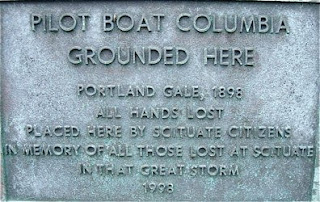 PILOT BOAT COLUMBIA
GROUNDED HERE
PORTLAND GALE, 1898
ALL HANDS LOST
PLACED HERE BY SCITUATE CITIZENS
IN MEMORY OF ALL THOSE LOST AT SCITUATE
IN THAT GREAT STORM
1998